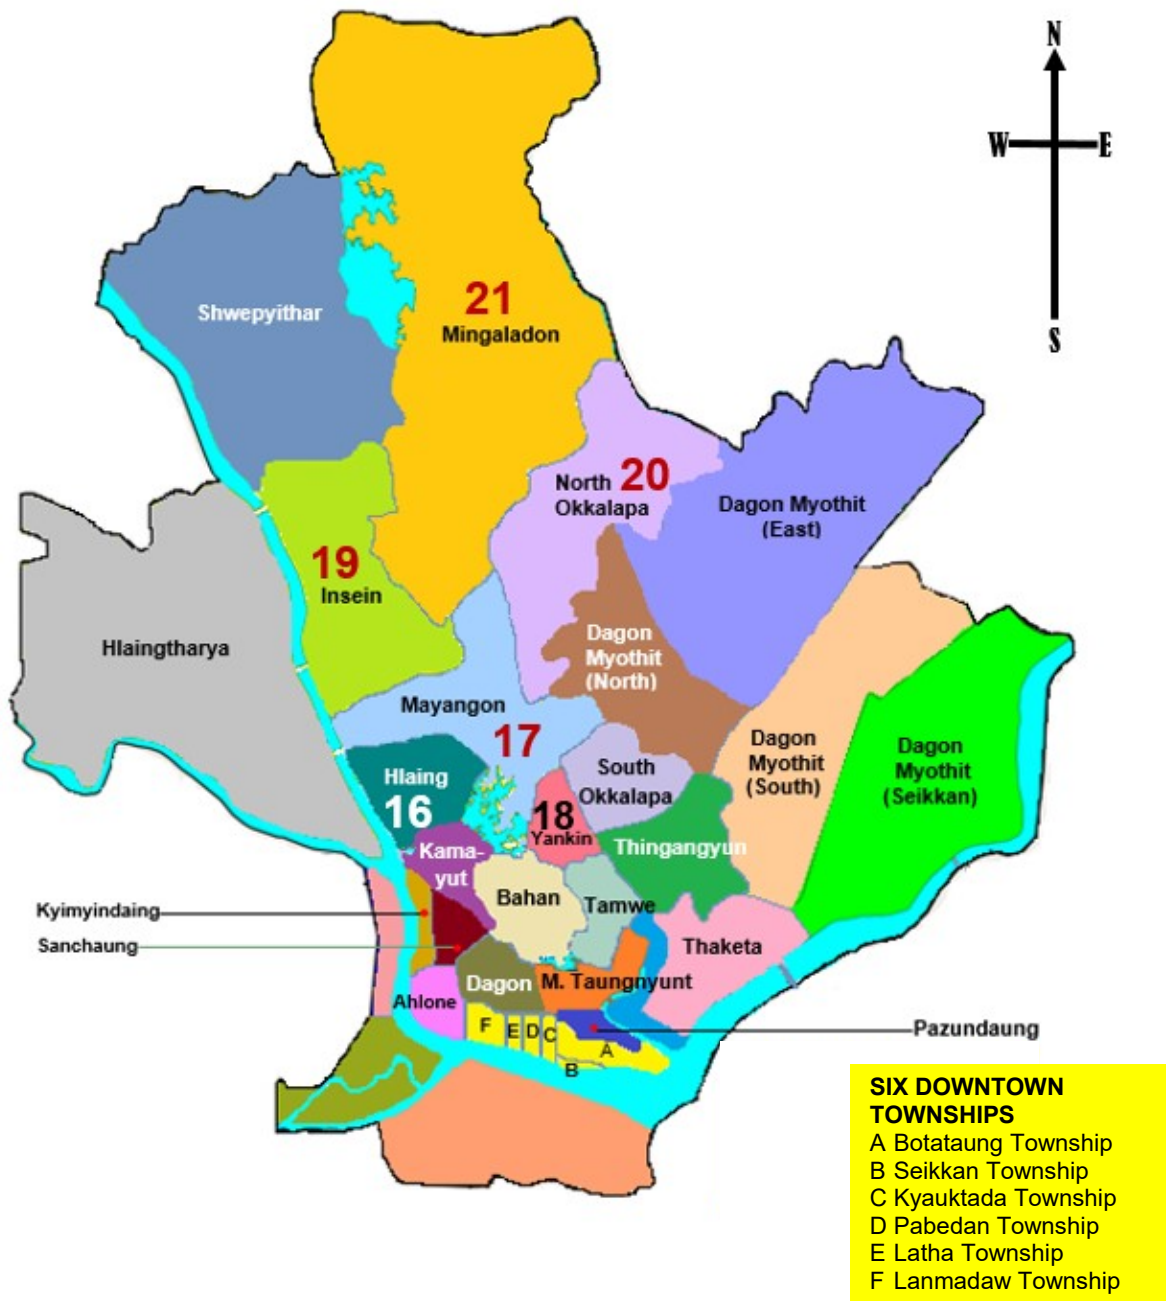 N
W E
S
21
Mingaladon
Shwepyithar
20
North
Okkalapa
Dagon Myothit
(East)
19
Insein
Hlaingtharya
Dagon
Myothit
(North)
Mayangon
17
Dagon
Myothit
(South)
Dagon
Myothit
(Seikkan)
Hlaing
16
South
Okkalapa
18
Yankin
Thingangyun
Kama-
yut
Bahan
Tamwe
Kyimyindaing
Sanchaung
Thaketa
Dagon
M. Taungnyunt
Ahlone
F
E
D
C
A
B
Pazundaung
SIX DOWNTOWN
TOWNSHIPS
A Botataung Township
B Seikkan Township
C Kyauktada Township
D Pabedan Township
E Latha Township
F Lanmadaw Township